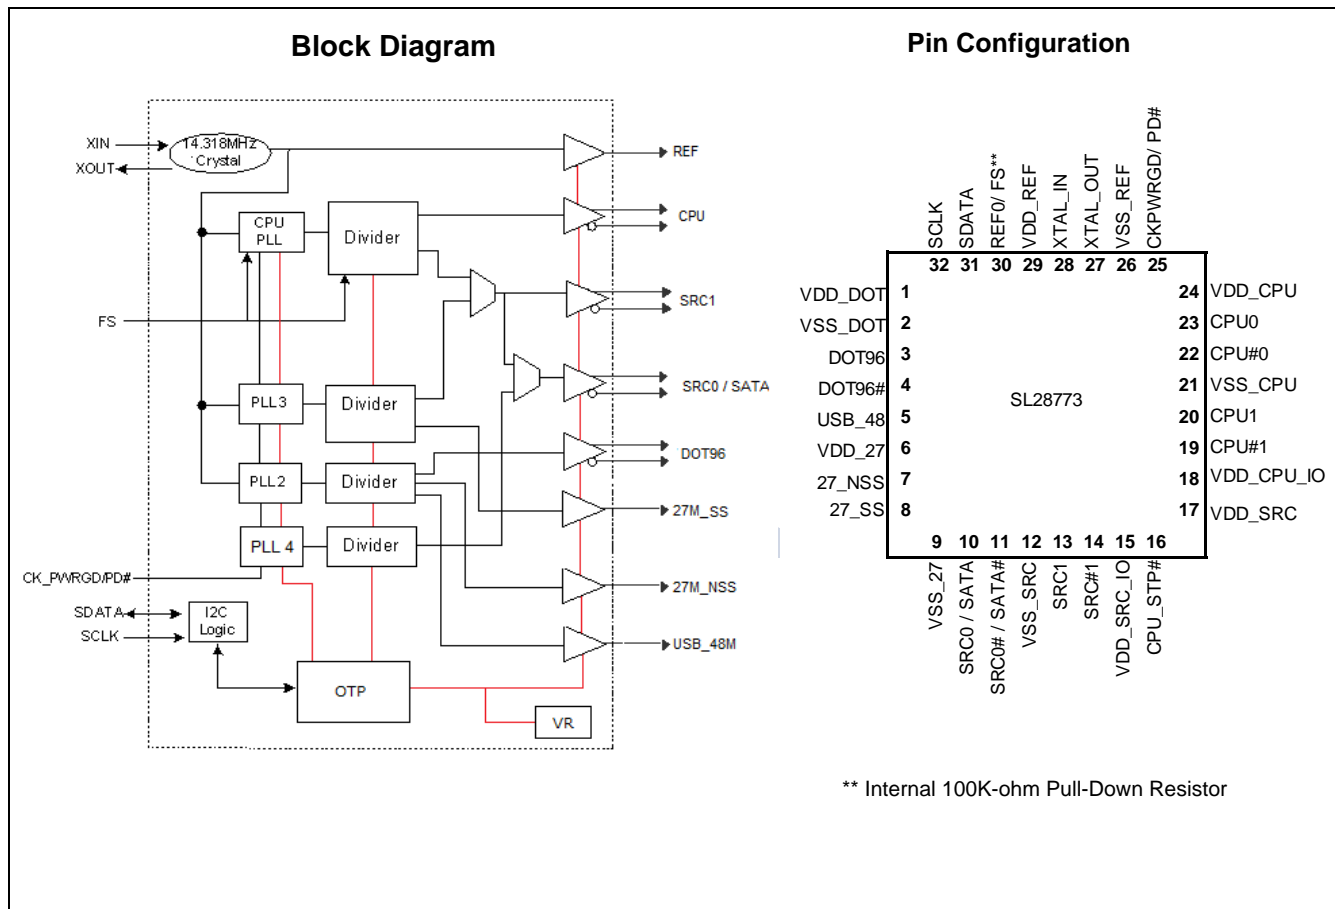 Block Diagram
Pin Configuration
XIN
XOUT
14.318MHz
Crystal
REF
CPU
PLL
Divider
CPU
FS
SRC1
PLL3
Divider
SRC0 / SATA
PLL2
Divider
DOT96
27M_SS
PLL 4
Divider
CK_PWRGD/PD#
27M_NSS
SDATA
SCLK
I2C
Logic
USB_48M
OTP
VR
SCLK
SDATA
REF0/ FS**
VDD_REF
XTAL_IN
XTAL_OUT
VSS_REF
CKPWRGD/ PD#
32 31 30 29 28 27 26 25
VDD_DOT 1
VSS_DOT 2
DOT96 3
DOT96# 4
USB_48 5
VDD_27 6
27_NSS 7
27_SS 8
SL28773
24 VDD_CPU
23 CPU0
22 CPU#0
21 VSS_CPU
20 CPU1
19 CPU#1
18 VDD_CPU_IO
17 VDD_SRC
9 10 11 12 13 14 15 16
VSS_27
SRC0 / SATA
SRC0# / SATA#
VSS_SRC
SRC1
SRC#1
VDD_SRC_IO
CPU_STP#
** Internal 100K-ohm Pull-Down Resistor